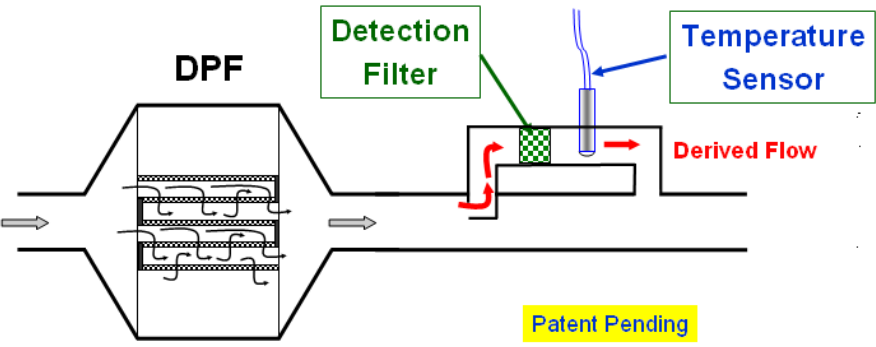 DPF
Detection
Filter
Temperature
Sensor
Derived Flow
Patent Pending